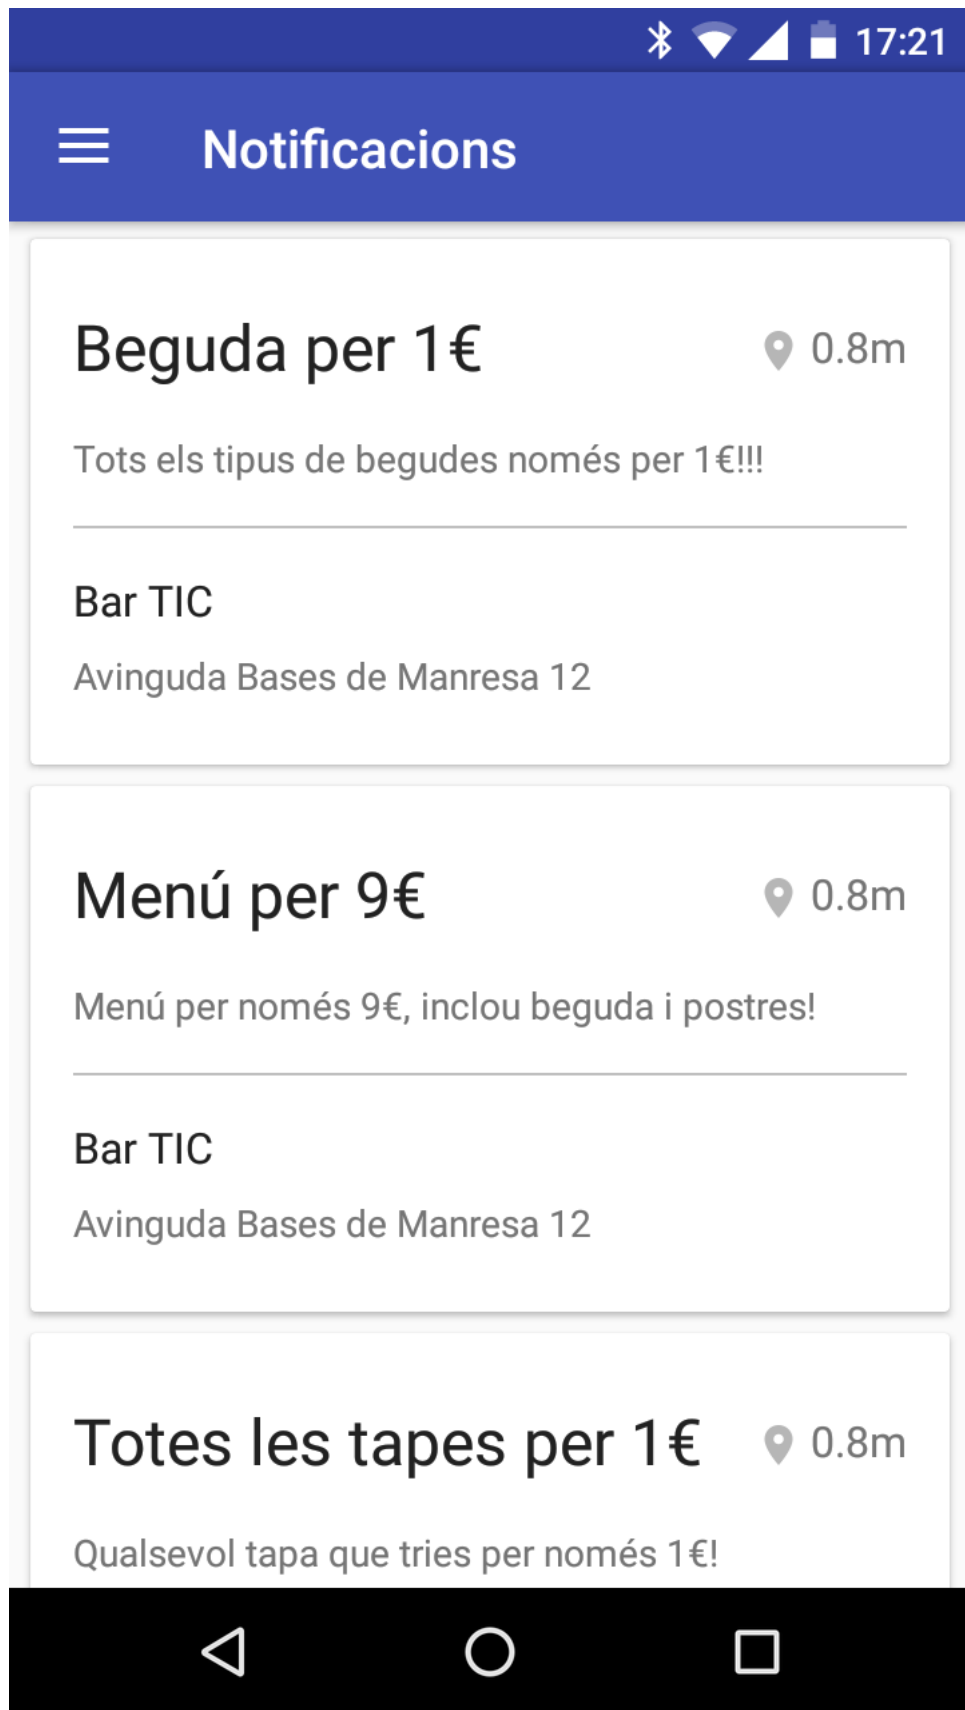 17:21
Notificacions
Beguda per 1€
0.8m
Tots els tipus de begudes només per 1€!!!
Bar TIC
Avinguda Bases de Manresa 12
Menú per 9€
0.8m
Menú per només 9€, inclou beguda i postres!
Bar TIC
Avinguda Bases de Manresa 12
Totes les tapes per 1€
0.8m
Qualsevol tapa que tries per només 1€!